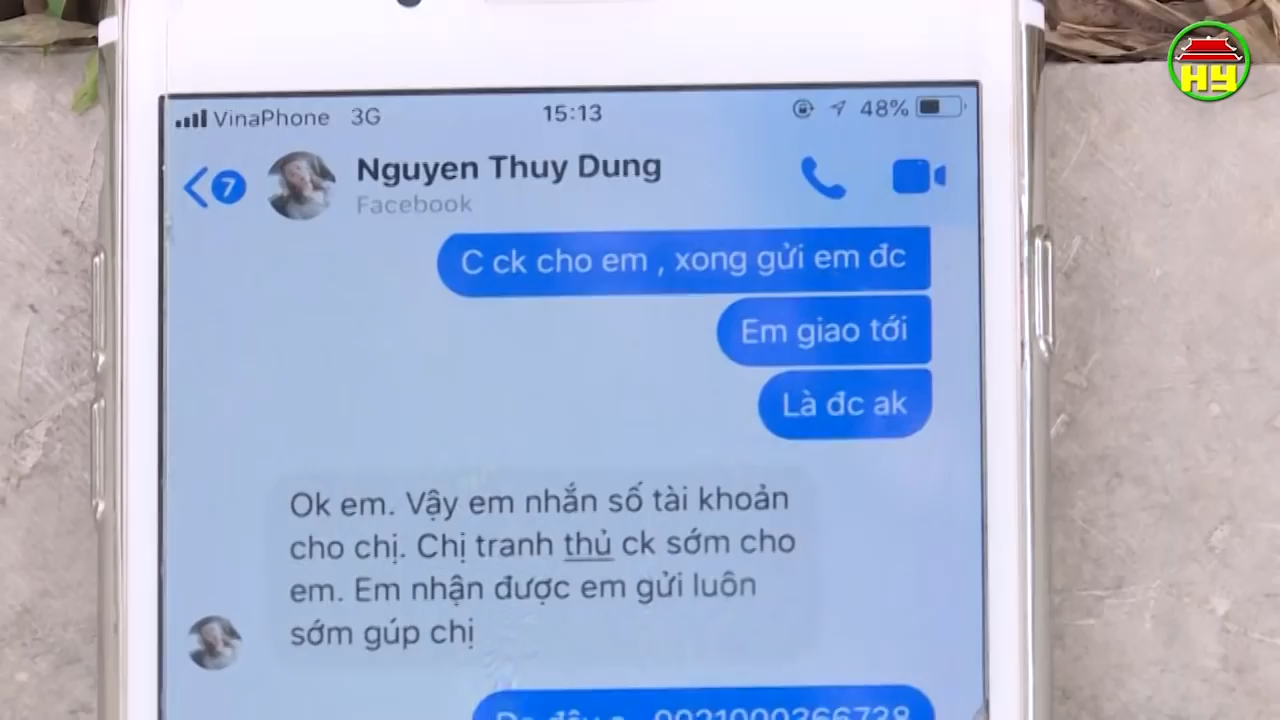 HY
VinaPhone 3G 15:13 48%
7
Nguyen Thuy Dung
Facebook
C ck cho em , xong gửi em đc
Em giao tới
Là đc ak
Ok em. Vậy em nhắn số tài khoản
cho chị. Chị tranh thủ ck sớm cho
em. Em nhận được em gửi luôn
sớm gúp chị